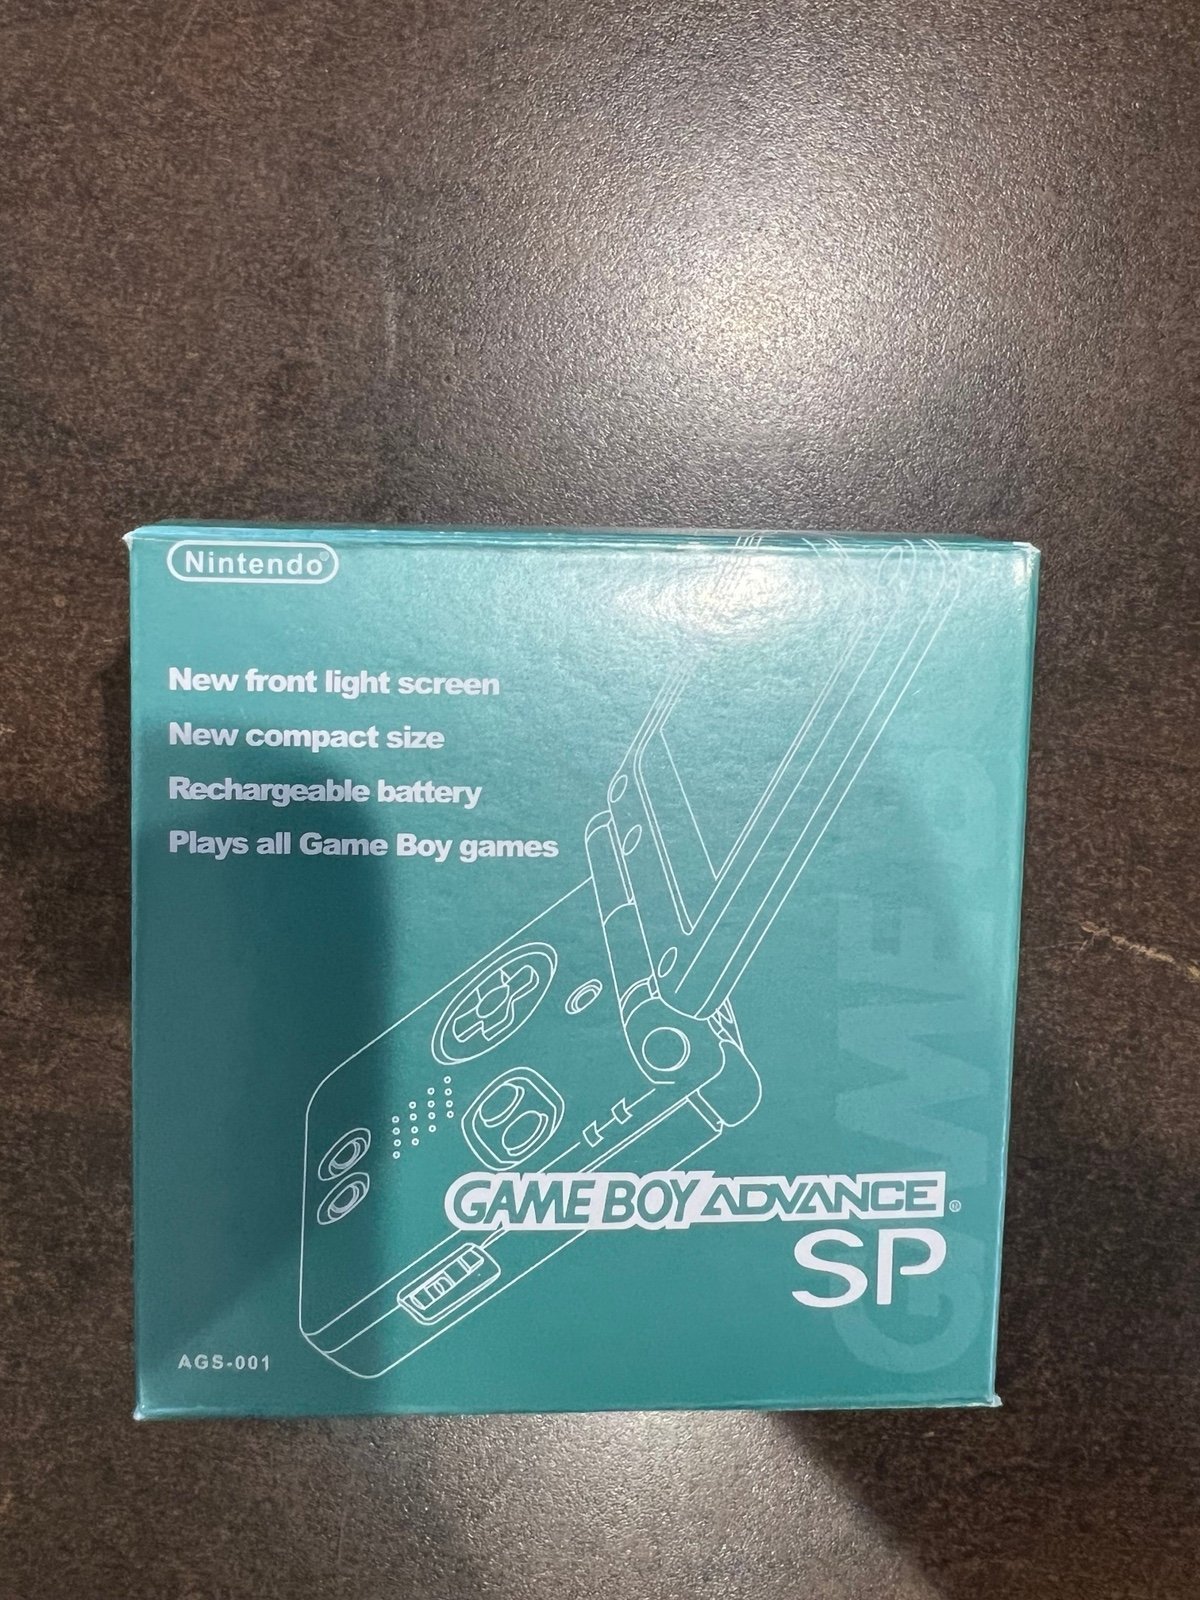 Nintendo®
New front light screen
New compact size
Rechargeable battery
Plays all Game Boy games
GAME BOY ADVANCE
SP
AGS-001